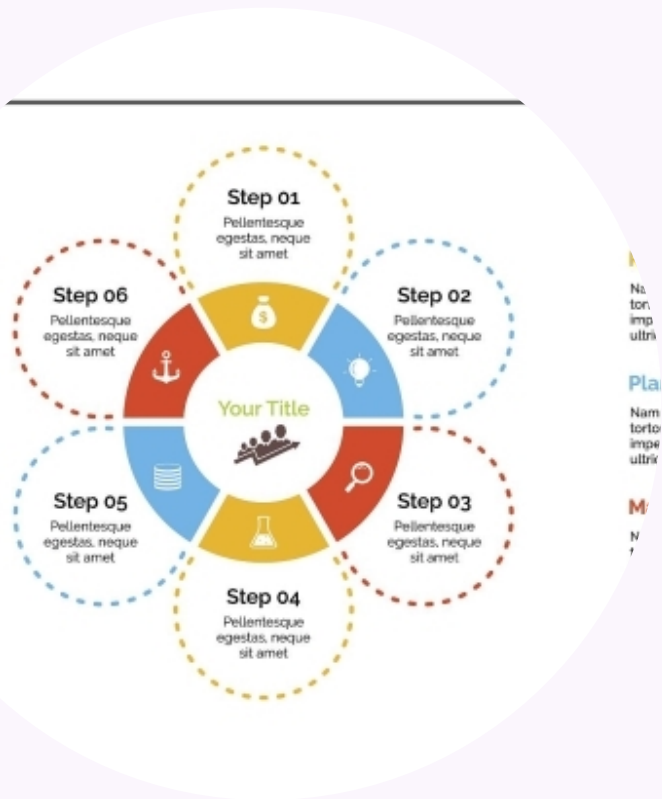 Step 01
Pellentesque
egestas, neque
sit amet
Step 02
Pellentesque
egestas, neque
sit amet
Step 03
Pellentesque
egestas, neque
sit amet
Step 04
Pellentesque
egestas, neque
sit amet
Step 05
Pellentesque
egestas, neque
sit amet
Step 06
Pellentesque
egestas, neque
sit amet
Your Title
$
Nam